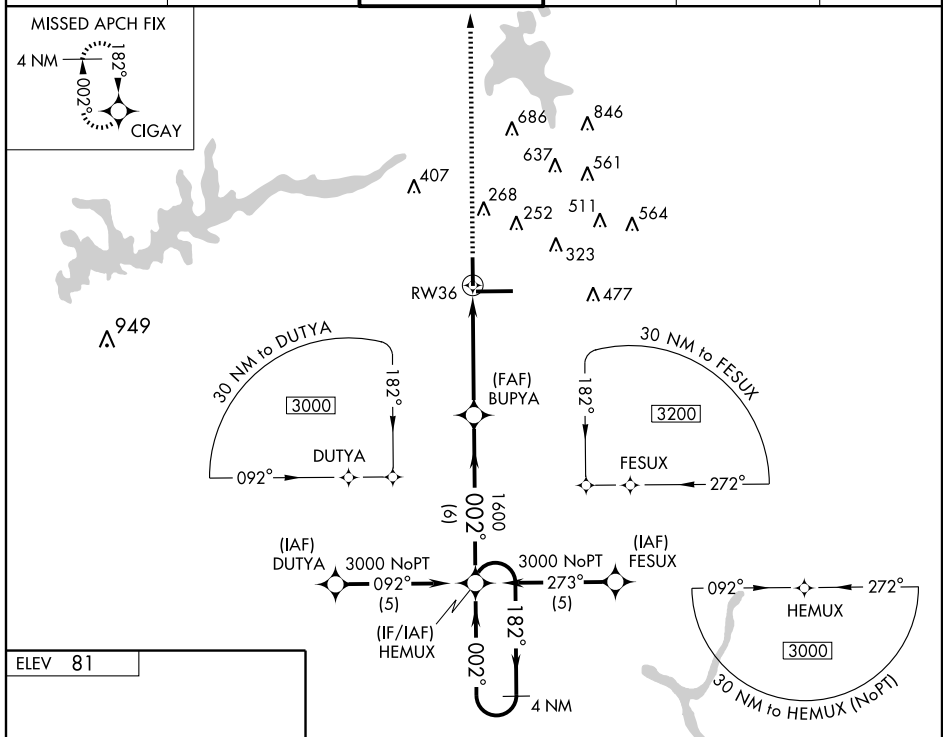 MISSED APCH FIX
4 NM
182°
002°
CIGAY
686
846
637
561
407
268
252
511
564
323
RW36
477
949
30 NM to DUTYA
182°
3000
DUTYA
092°
(FAF)
BUPYA
30 NM to FESUX
182°
3200
FESUX
272°
1600
002°
(6)
(IAF)
DUTYA
3000 NoPT
092°
(5)
3000 NoPT
273°
(5)
(IAF)
FESUX
(IF/IAF)
HEMUX
182°
002°
4 NM
092°
272°
HEMUX
3000
30 NM to HEMUX (NoPT)
ELEV 81